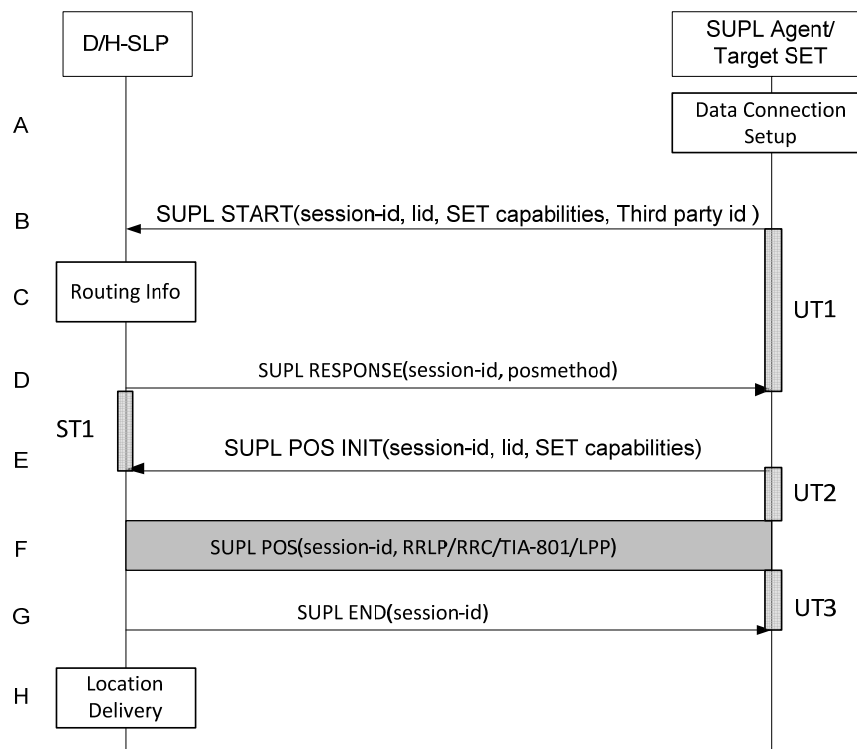 D/H-SLP
SUPL Agent/
Target SET
A
Data Connection
Setup
B
SUPL START(session-id, lid, SET capabilities, Third party id )
C
Routing Info
UT1
D
SUPL RESPONSE(session-id, posmethod)
ST1
E
SUPL POS INIT(session-id, lid, SET capabilities)
UT2
F
SUPL POS(session-id, RRLP/RRC/TIA-801/LPP)
G
SUPL END(session-id)
UT3
H
Location
Delivery